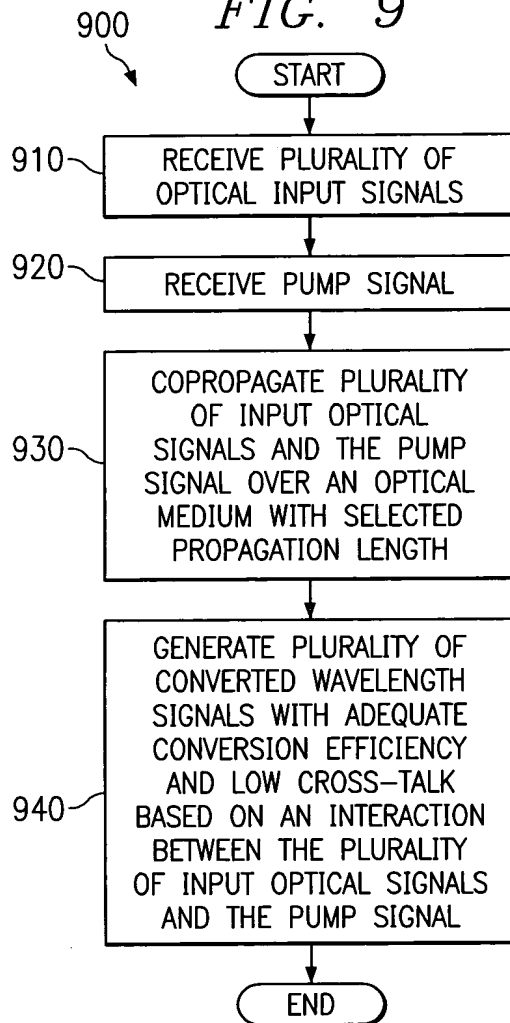 FIG. 9
900
START
910
RECEIVE PLURALITY OF
OPTICAL INPUT SIGNALS
920
RECEIVE PUMP SIGNAL
930
COPROPAGATE PLURALITY
OF INPUT OPTICAL
SIGNALS AND THE PUMP
SIGNAL OVER AN OPTICAL
MEDIUM WITH SELECTED
PROPAGATION LENGTH
940
GENERATE PLURALITY OF
CONVERTED WAVELENGTH
SIGNALS WITH ADEQUATE
CONVERSION EFFICIENCY
AND LOW CROSS-TALK
BASED ON AN INTERACTION
BETWEEN THE PLURALITY
OF INPUT OPTICAL SIGNALS
AND THE PUMP SIGNAL
END